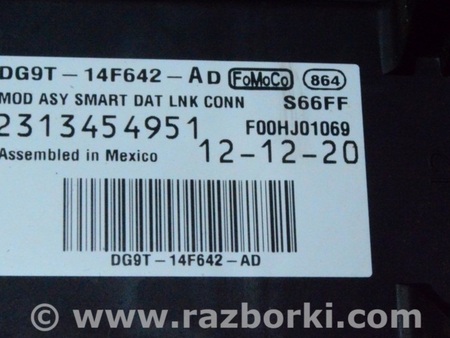 DG9T-14F642-AD FoMoCo 864
MOD ASY SMART DAT LNK CONN S66FF
2313454951 F00HJ01069
Assembled in Mexico 12-12-20
DG9T-14F642-AD
© www.razborki.com